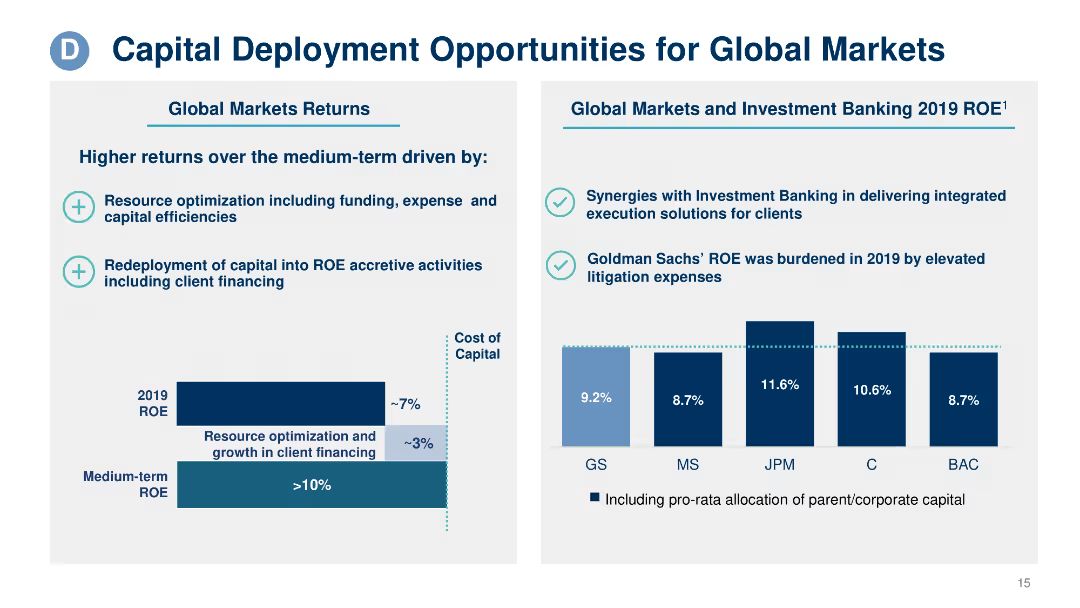 D
Capital Deployment Opportunities for Global Markets
Global Markets Returns
Higher returns over the medium-term driven by:
Resource optimization including funding, expense and
capital efficiencies
Redeployment of capital into ROE accretive activities
including client financing
Cost of
Capital
2019
ROE
~7%
Resource optimization and
growth in client financing
~3%
Medium-term
ROE
>10%
Global Markets and Investment Banking 2019 ROE¹
Synergies with Investment Banking in delivering integrated
execution solutions for clients
Goldman Sachs’ ROE was burdened in 2019 by elevated
litigation expenses
9.2%
8.7%
11.6%
10.6%
8.7%
GS
MS
JPM
C
BAC
Including pro-rata allocation of parent/corporate capital
15